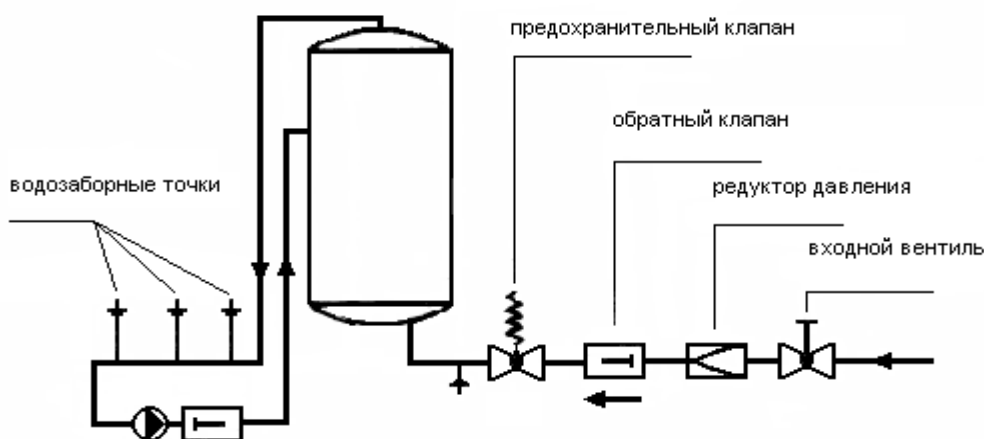 предохранительный клапан
обратный клапан
водозаборные точки
редуктор давления
входной вентиль